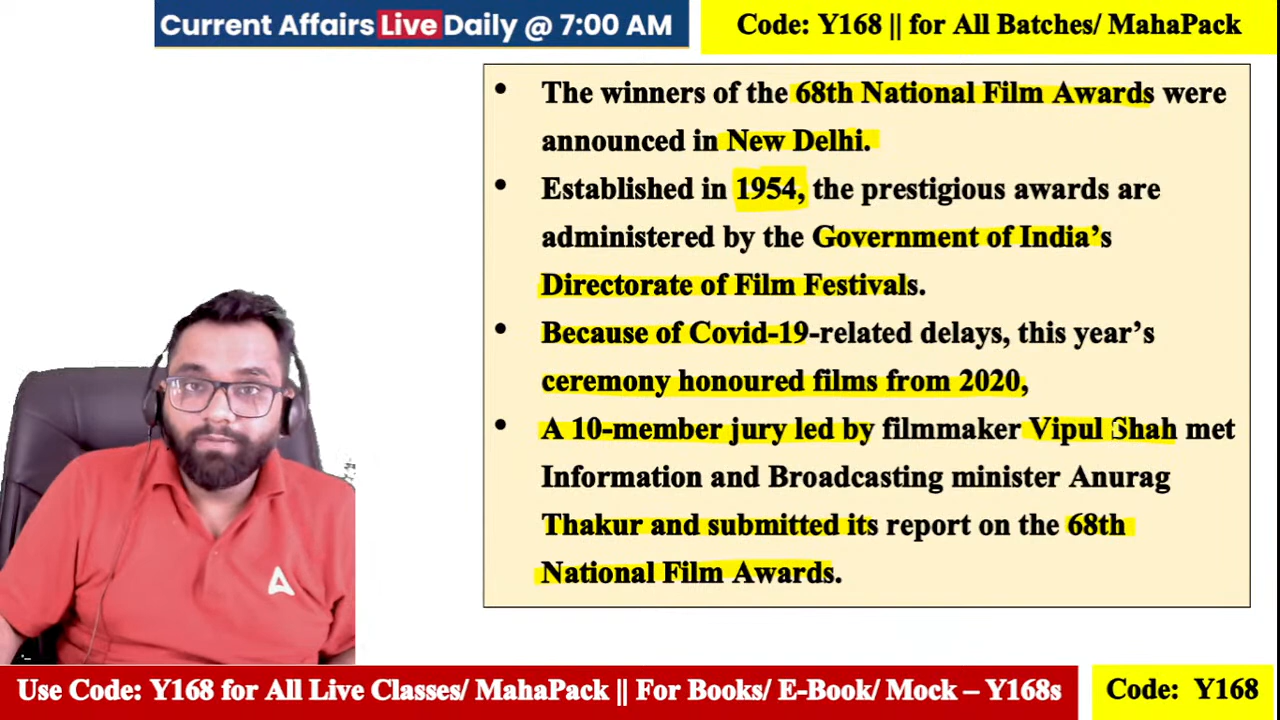 Current Affairs Live Daily @ 7:00 AM
Code: Y168 || for All Batches/ MahaPack
• The winners of the 68th National Film Awards were
announced in New Delhi.
• Established in 1954, the prestigious awards are
administered by the Government of India’s
Directorate of Film Festivals.
• Because of Covid-19-related delays, this year’s
ceremony honoured films from 2020,
• A 10-member jury led by filmmaker Vipul Shah met
Information and Broadcasting minister Anurag
Thakur and submitted its report on the 68th
National Film Awards.
Use Code: Y168 for All Live Classes/ MahaPack || For Books/ E-Book/ Mock – Y168s
Code: Y168